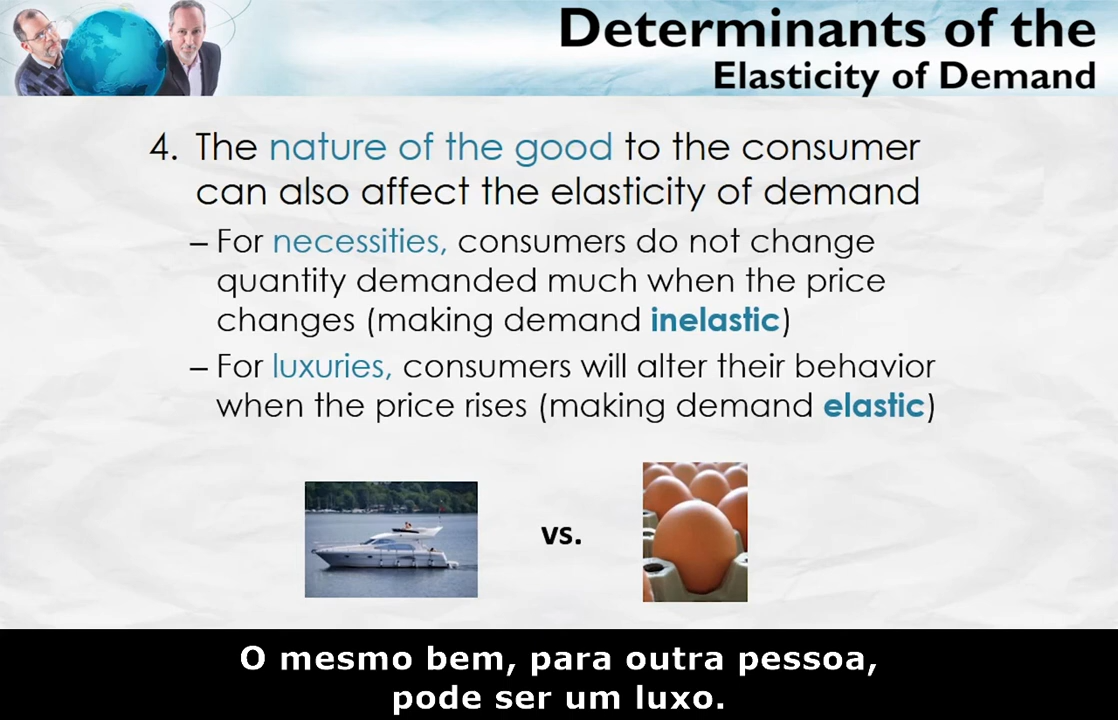 Determinants of the
Elasticity of Demand
4. The nature of the good to the consumer
can also affect the elasticity of demand
– For necessities, consumers do not change
quantity demanded much when the price
changes (making demand inelastic)
– For luxuries, consumers will alter their behavior
when the price rises (making demand elastic)
vs.
O mesmo bem, para outra pessoa,
pode ser um luxo.